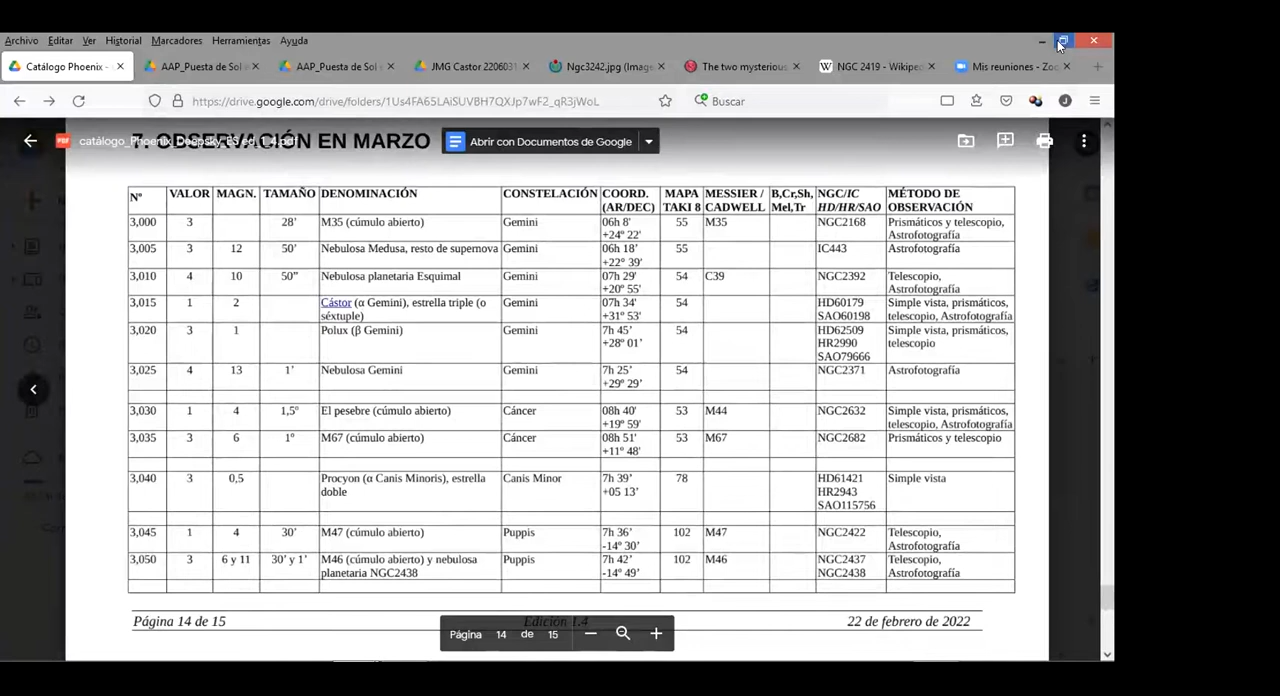 Archivo Editar Ver Historial Marcadores Herramientas Ayuda
Catálogo Phoenix - AAP_Puesta de Sol AAP_Puesta de Sol JMG Castor 220603 Ngc3242.jpg (Imag The two mysterious NGC 2419 - Wikiped Mis reuniones - Zoo
https://drive.google.com/drive/folders/1Us4FA65LAiSUVBH7QXJp7wF2_qR3jWoL Buscar
7. OBSERVACIÓN EN MARZO
catálogo_Phoenix_Deepsky_ES ed_1_4.pdf Abrir con Documentos de Google
Nº VALOR MAGN. TAMAÑO DENOMINACIÓN CONSTELACIÓN COORD. MAPA MESSIER / B,Cr,Sh, NGC/IC MÉTODO DE
(AR/DEC) TAKI 8 CADWELL Mel,Tr HD/HR/SAO OBSERVACIÓN
3,000 3 28' M35 (cúmulo abierto) Gemini 06h 8' 55 M35 NGC2168 Prismáticos y telescopio,
+24º 22' Astrofotografía
3,005 3 12 50' Nebulosa Medusa, resto de supernova Gemini 06h 18' 55 IC443 Astrofotografía
+22º 39'
3,010 4 10 50” Nebulosa planetaria Esquimal Gemini 07h 29' 54 C39 NGC2392 Telescopio,
+20º 55' Astrofotografía
3,015 1 2 Cástor (α Gemini), estrella triple (o Gemini 07h 34' 54 HD60179 Simple vista, prismáticos,
séxtuple) +31º 53' SAO60198 telescopio, Astrofotografía
3,020 3 1 Polux (β Gemini) Gemini 7h 45’ 54 HD62509 Simple vista, prismáticos,
+28º 01’ HR2990 telescopio
SAO79666
3,025 4 13 1’ Nebulosa Gemini Gemini 7h 25’ 54 NGC2371 Astrofotografía
+29º 29’
3,030 1 4 1,5º El pesebre (cúmulo abierto) Cáncer 08h 40' 53 M44 NGC2632 Simple vista, prismáticos,
+19º 59' telescopio, Astrofotografía
3,035 3 6 1º M67 (cúmulo abierto) Cáncer 08h 51' 53 M67 NGC2682 Prismáticos y telescopio
+11º 48'
3,040 3 0,5 Procyon (α Canis Minoris), estrella Canis Minor 7h 39’ 78 HD61421 Simple vista
doble +05 13’ HR2943
SAO115756
3,045 1 4 30’ M47 (cúmulo abierto) Puppis 7h 36’ 102 M47 NGC2422 Telescopio,
-14º 30’ Astrofotografía
3,050 3 6 y 11 30’ y 1’ M46 (cúmulo abierto) y nebulosa Puppis 7h 42’ 102 M46 NGC2437 Telescopio,
planetaria NGC2438 -14º 49’ NGC2438 Astrofotografía
Página 14 de 15 Edición 1.4 22 de febrero de 2022
Página 14 de 15